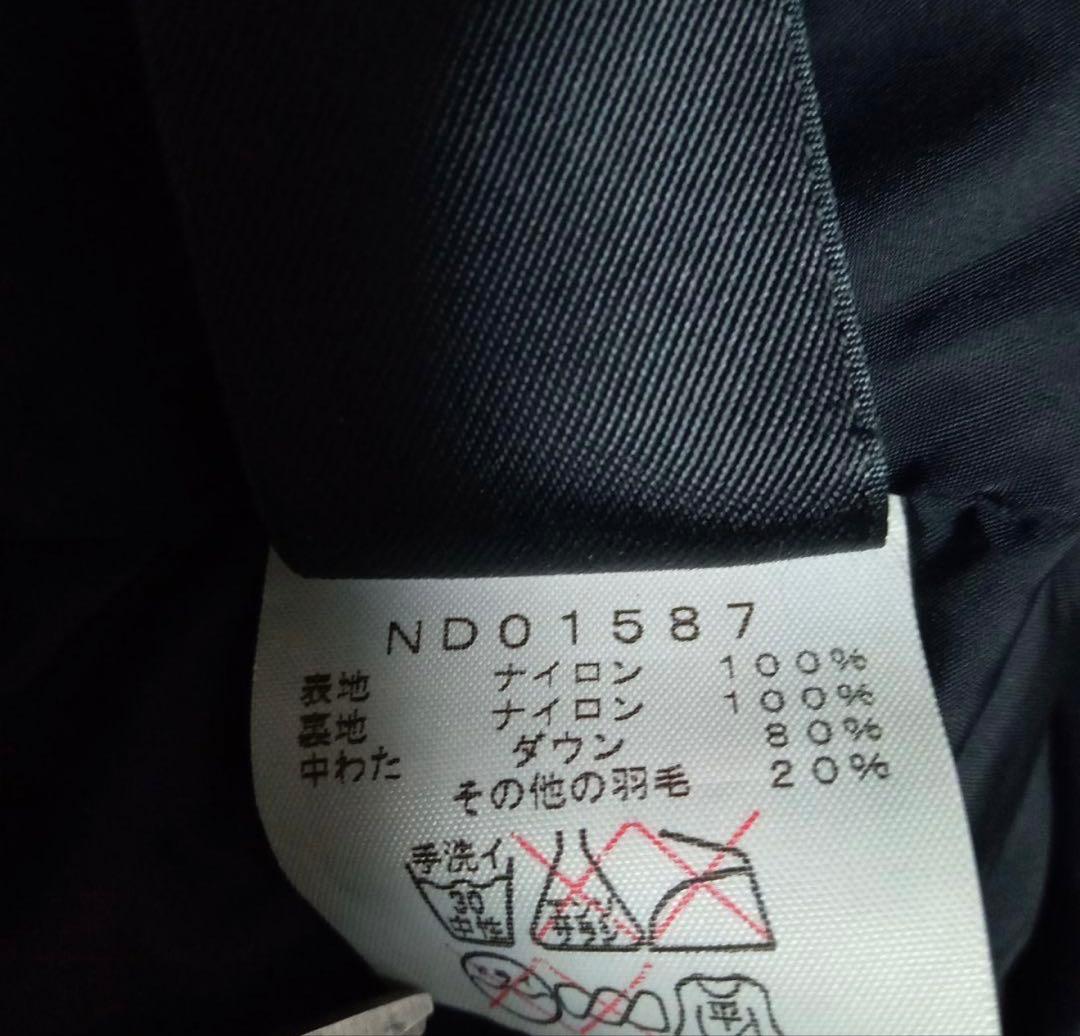 ND01587
表地 ナイロン 100%
裏地 ナイロン 100%
中わた ダウン 80%
その他の羽毛 20%
手洗イ
中性